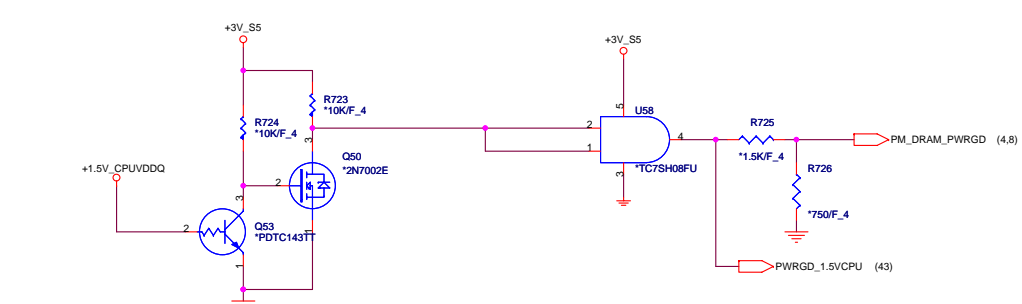 +3V_S5
+3V_S5
R723
*10K/F_4
R724
*10K/F_4
5
U58
2
1
4
3
*TC7SH08FU
R725
*1.5K/F_4
PM_DRAM_PWRGD (4,8)
R726
*750/F_4
3
Q50
*2N7002E
2
1
+1.5V_CPUVDDQ
3
2
Q53
*PDTC143TT
1
PWRGD_1.5VCPU (43)